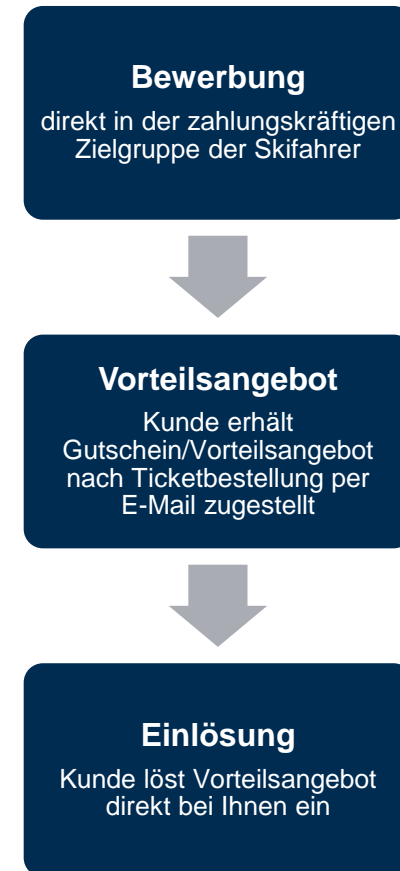 Bewerbung
direkt in der zahlungskräftigen
Zielgruppe der Skifahrer
Vorteilsangebot
Kunde erhält
Gutschein/Vorteilsangebot
nach Ticketbestellung per
E-Mail zugestellt
Einlösung
Kunde löst Vorteilsangebot
direkt bei Ihnen ein